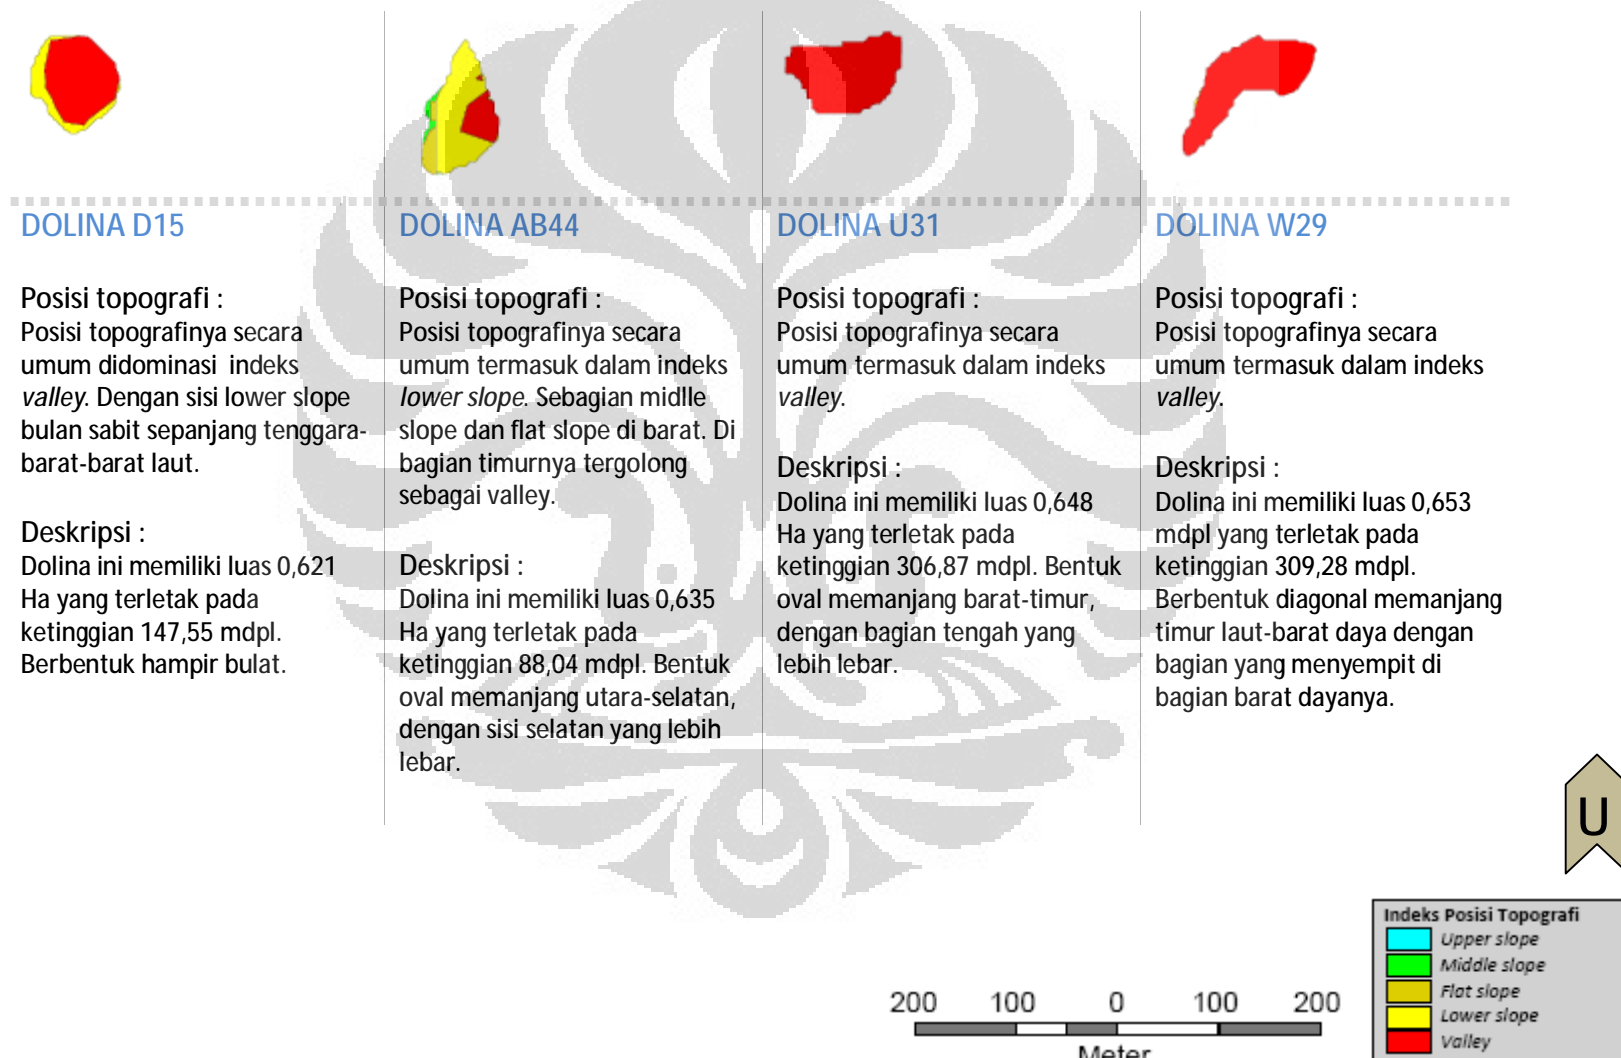 DOLINA D15
Posisi topografi :
Posisi topografinya secara
umum didominasi indeks
valley. Dengan sisi lower slope
bulan sabit sepanjang tenggara-
barat-barat laut.
Deskripsi :
Dolina ini memiliki luas 0,621
Ha yang terletak pada
ketinggian 147,55 mdpl.
Berbentuk hampir bulat.
DOLINA AB44
Posisi topografi :
Posisi topografinya secara
umum termasuk dalam indeks
lower slope. Sebagian midlle
slope dan flat slope di barat. Di
bagian timurnya tergolong
sebagai valley.
Deskripsi :
Dolina ini memiliki luas 0,635
Ha yang terletak pada
ketinggian 88,04 mdpl. Bentuk
oval memanjang utara-selatan,
dengan sisi selatan yang lebih
lebar.
DOLINA U31
Posisi topografi :
Posisi topografinya secara
umum termasuk dalam indeks
valley.
Deskripsi :
Dolina ini memiliki luas 0,648
Ha yang terletak pada
ketinggian 306,87 mdpl. Bentuk
oval memanjang barat-timur,
dengan bagian tengah yang
lebih lebar.
DOLINA W29
Posisi topografi :
Posisi topografinya secara
umum termasuk dalam indeks
valley.
Deskripsi :
Dolina ini memiliki luas 0,653
mdpl yang terletak pada
ketinggian 309,28 mdpl.
Berbentuk diagonal memanjang
timur laut-barat daya dengan
bagian yang menyempit di
bagian barat dayanya.
U
200 100 0 100 200
Meter
Indeks Posisi Topografi
Upper slope
Middle slope
Flat slope
Lower slope
Valley